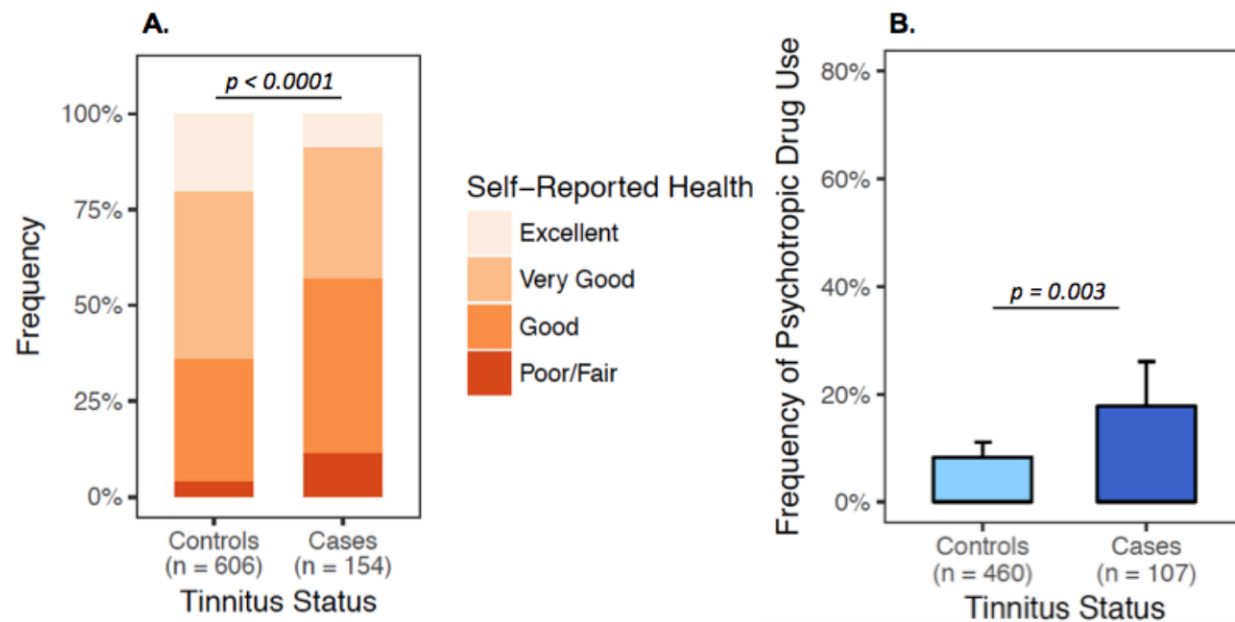 A.
p < 0.0001
100%
75%
50%
25%
0%
Frequency
Controls
(n = 606)
Cases
(n = 154)
Tinnitus Status
Self−Reported Health
Excellent
Very Good
Good
Poor/Fair
B.
p = 0.003
80%
60%
40%
20%
0%
Frequency of Psychotropic Drug Use
Controls
(n = 460)
Cases
(n = 107)
Tinnitus Status